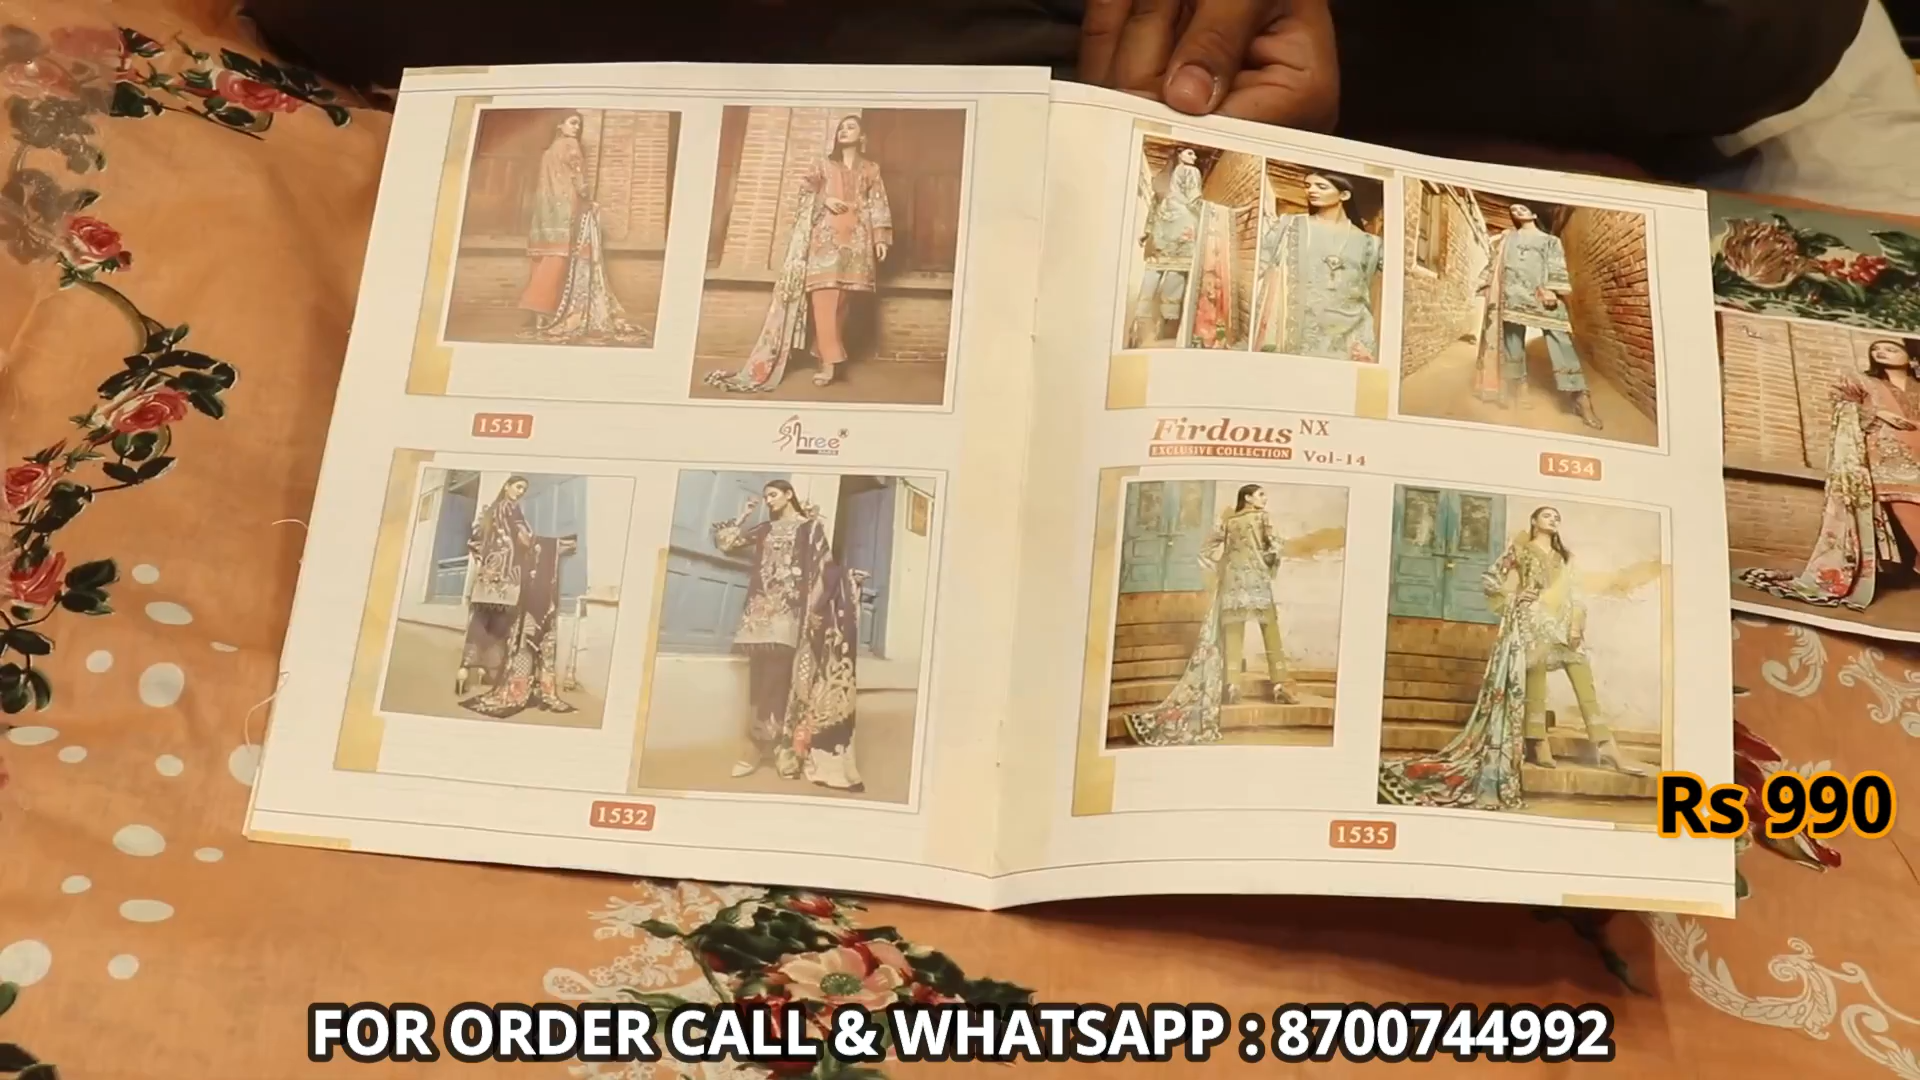 1531
Shree
Firdous NX
EXCLUSIVE COLLECTION Vol-14
1534
1532
1535
Rs 990
FOR ORDER CALL & WHATSAPP : 8700744992